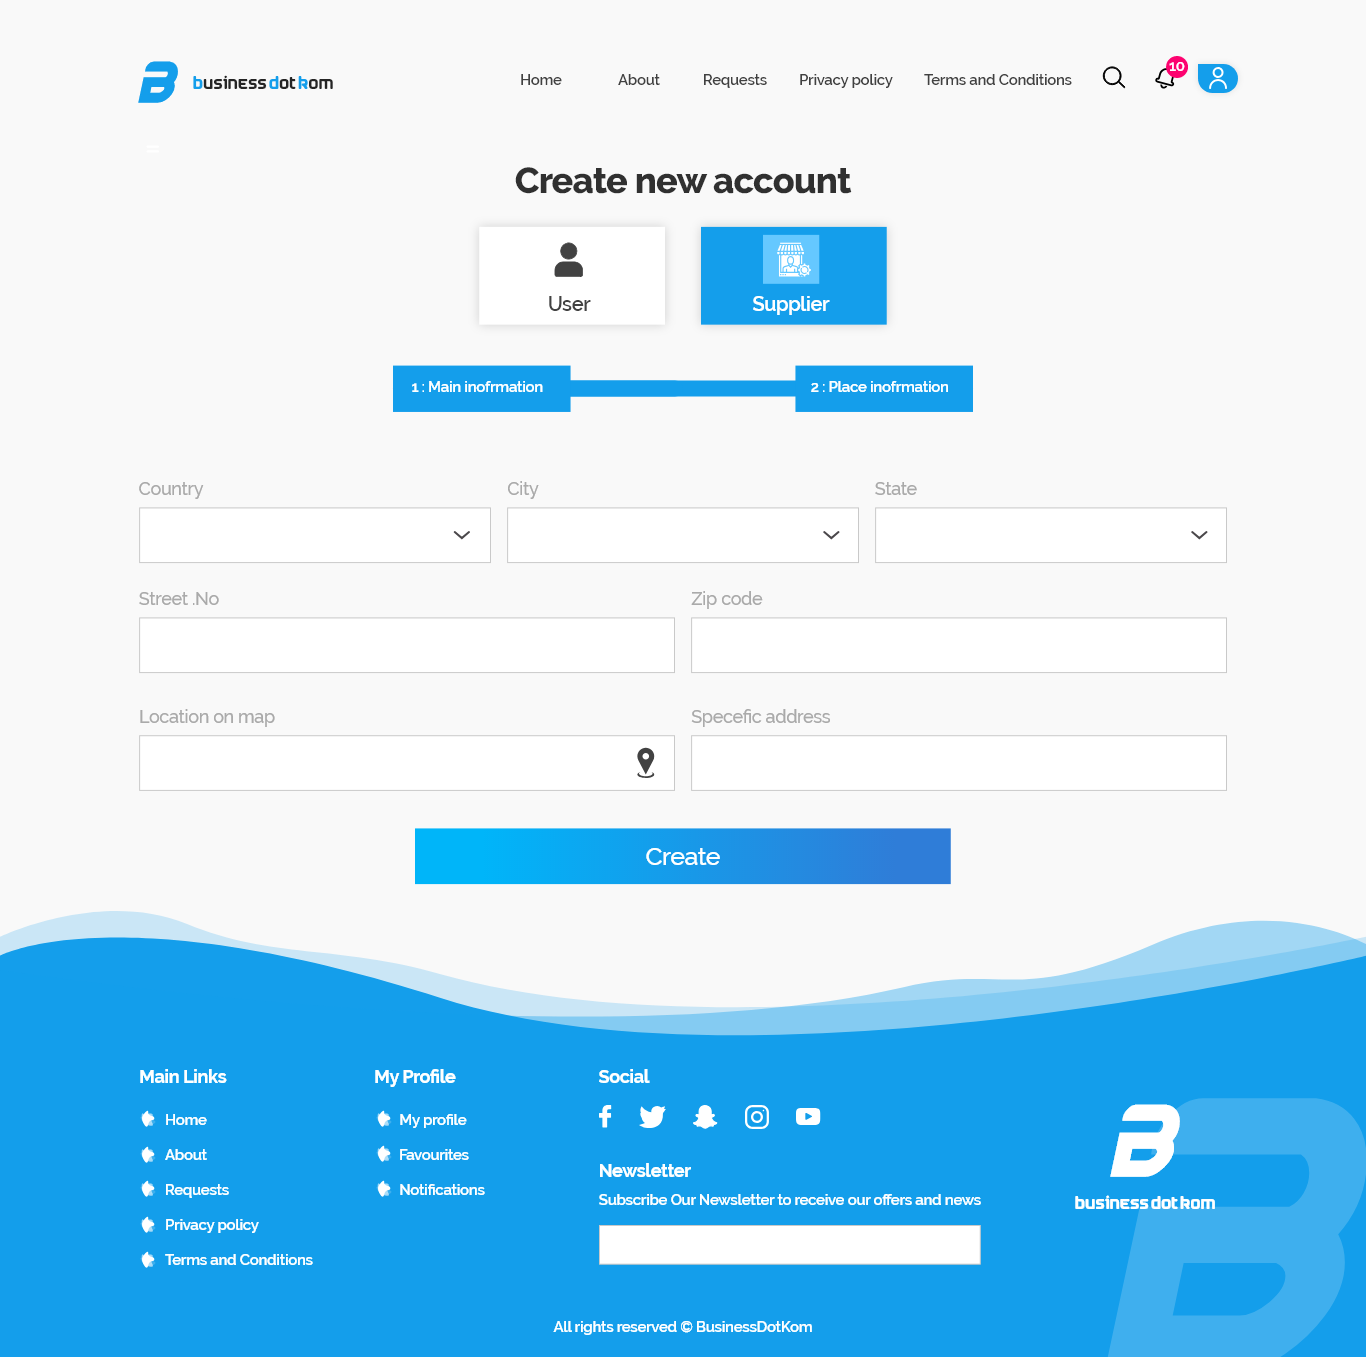 business dot kom
Home About Requests Privacy policy Terms and Conditions 10
Create new account
User Supplier
1 : Main inofrmation 2 : Place inofrmation
Country City State
Street .No Zip code
Location on map Specefic address
Create
Main Links My Profile Social
Home My profile
About Favourites
Requests Notifications
Privacy policy
Terms and Conditions
Newsletter
Subscribe Our Newsletter to receive our offers and news
business dot kom
All rights reserved © BusinessDotKom